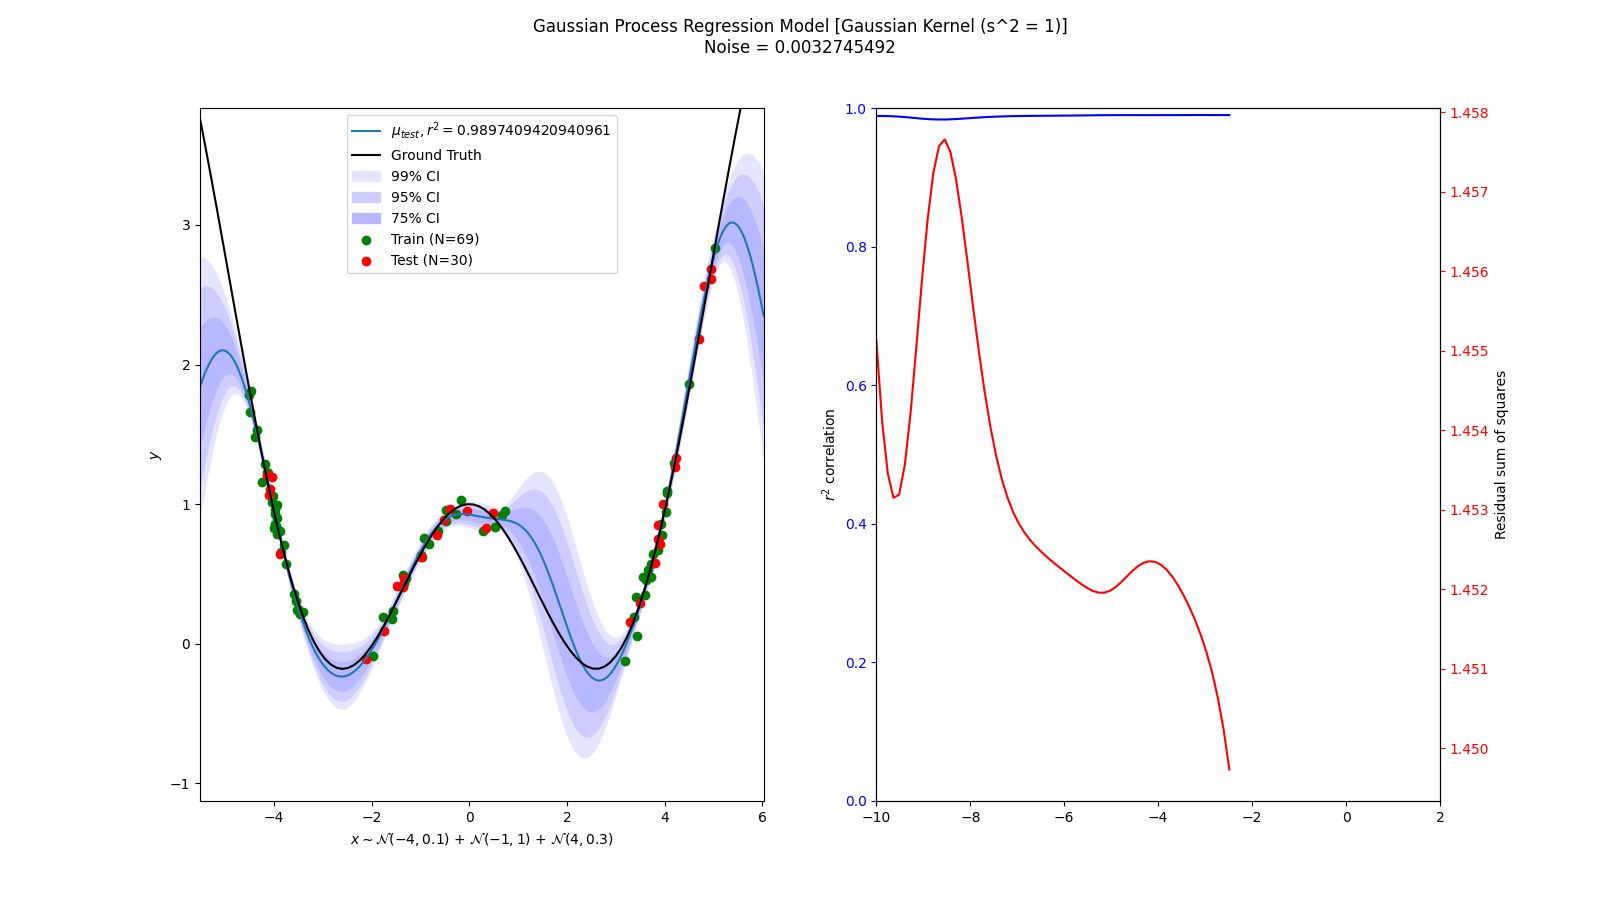 Gaussian Process Regression Model [Gaussian Kernel (s^2 = 1)]
Noise = 0.0032745492
μ_test, r² = 0.9897409420940961
Ground Truth
99% CI
95% CI
75% CI
Train (N=69)
Test (N=30)
y
3
2
1
0
−1
−4
−2
0
2
4
6
x ∼ 𝒩(−4, 0.1) + 𝒩(−1, 1) + 𝒩(4, 0.3)
r² correlation
1.0
0.8
0.6
0.4
0.2
0.0
−10
−8
−6
−4
−2
0
2
1.458
1.457
1.456
1.455
1.454
1.453
1.452
1.451
1.450
Residual sum of squares